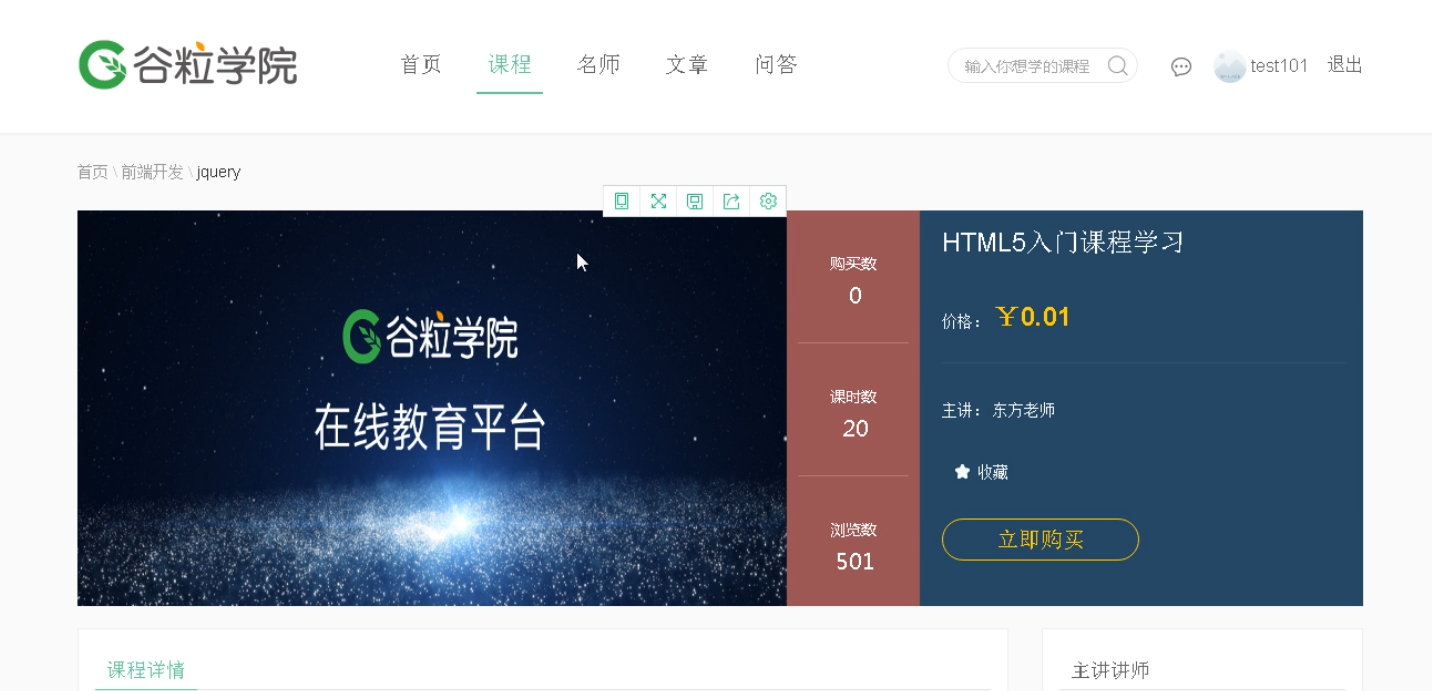 谷粒学院 首页 课程 名师 文章 问答 输入你想学的课程 test101 退出
首页 \ 前端开发 \ jquery
谷粒学院
在线教育平台
购买数
0
课时数
20
浏览数
501
HTML5入门课程学习
价格：￥0.01
主讲：东方老师
收藏
立即购买
课程详情
主讲讲师